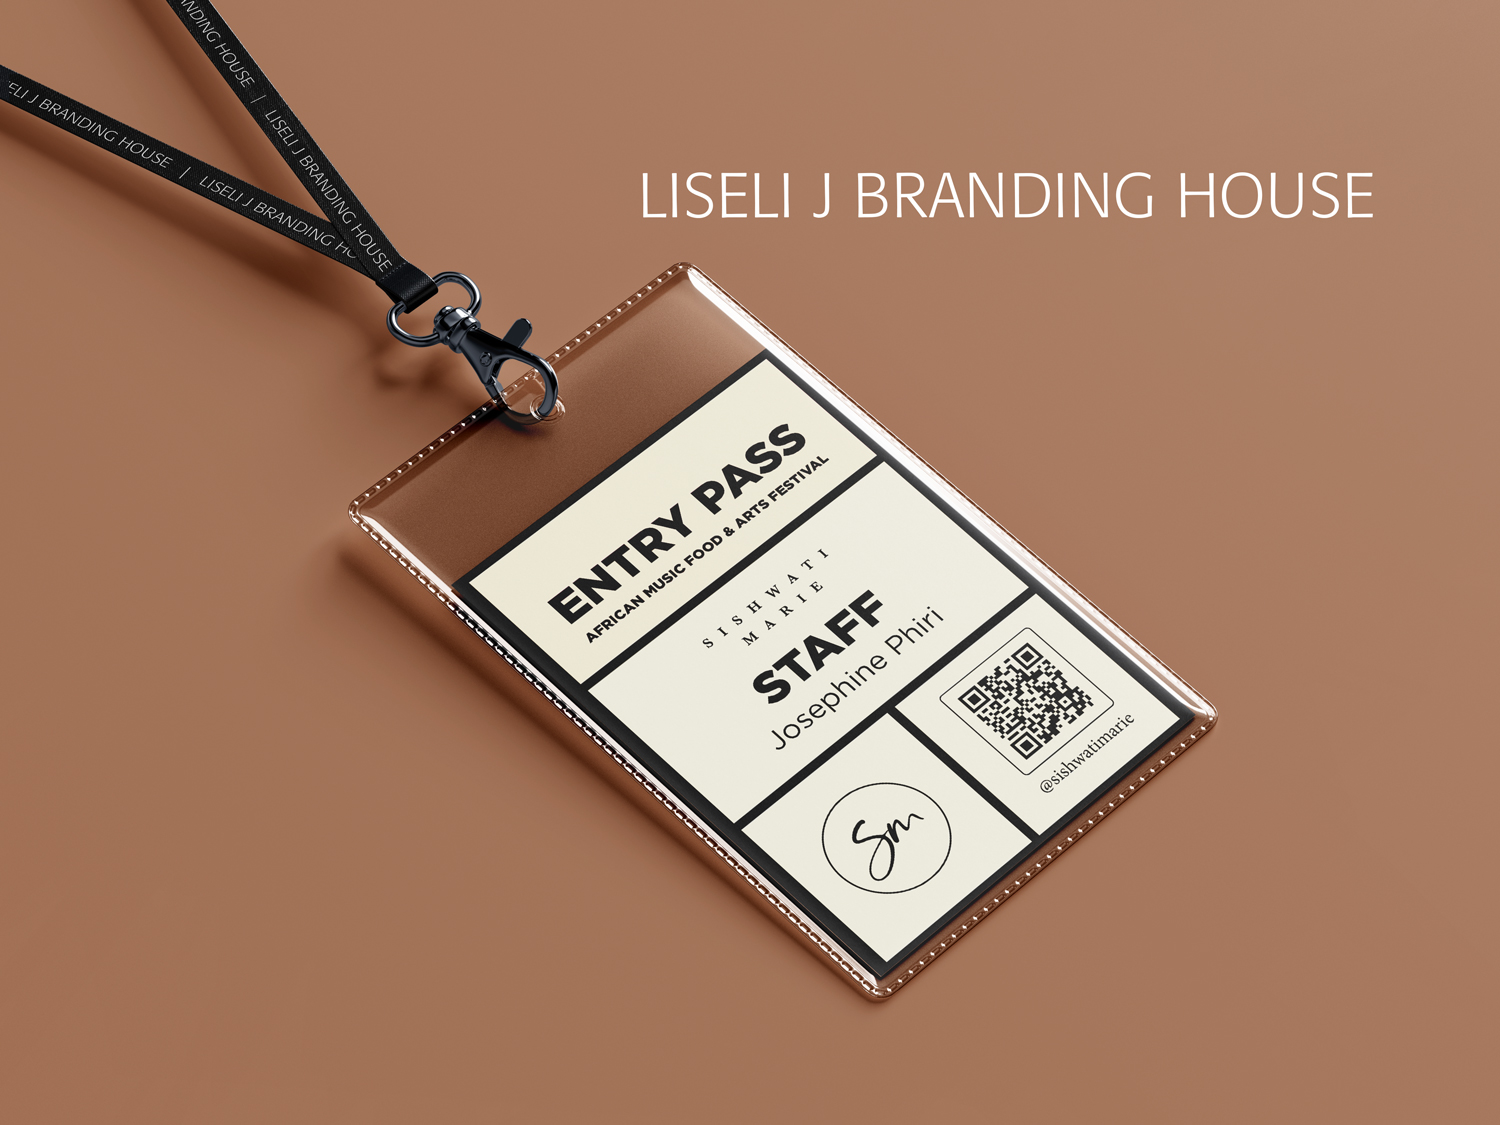 ANDING HOUSE | LISELI J BRANDING HOUSE
ELI J BRANDING HOUSE | LISELI J BRANDING HO
LISELI J BRANDING HOUSE
ENTRY PASS
AFRICAN MUSIC FOOD & ARTS FESTIVAL
SISHWATI
MARIE
STAFF
Josephine Phiri
@sishwatimarie
Sm